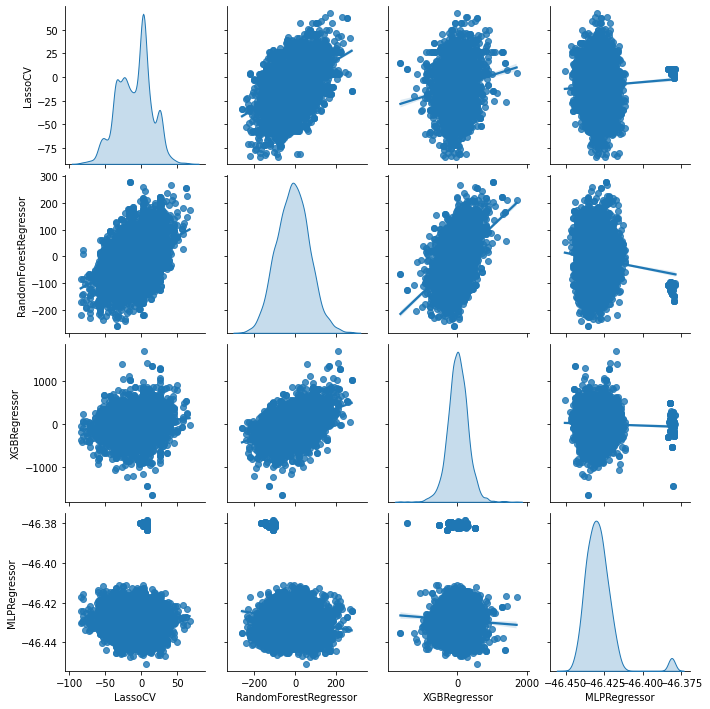 50
25
0
−25
−50
−75
LassoCV
300
200
100
0
−100
−200
RandomForestRegressor
1000
0
−1000
XGBRegressor
−46.38
−46.40
−46.42
−46.44
MLPRegressor
−100 −50 0 50
LassoCV
−200 0 200
RandomForestRegressor
0 2000
XGBRegressor
−46.450 −46.425 −46.400 −46.375
MLPRegressor